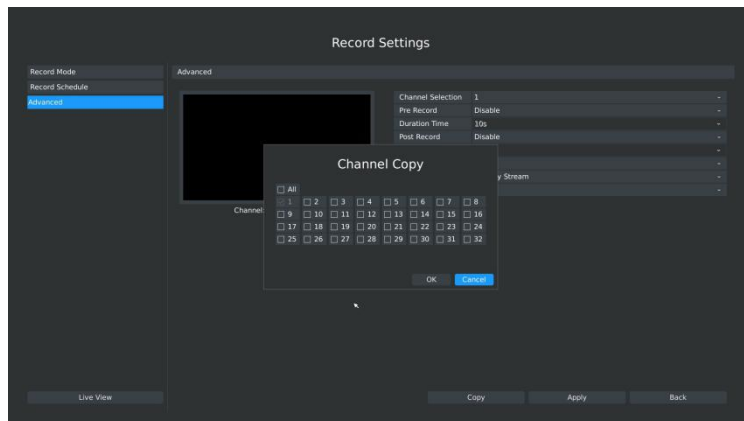 Record Settings
Record Mode
Advanced
Record Schedule
Advanced
Channel Selection 1
Pre Record Disable
Duration Time 10s
Post Record Disable
Stream
Channel
Channel Copy
All
1 2 3 4 5 6 7 8
9 10 11 12 13 14 15 16
17 18 19 20 21 22 23 24
25 26 27 28 29 30 31 32
OK Cancel
Live View Copy Apply Back